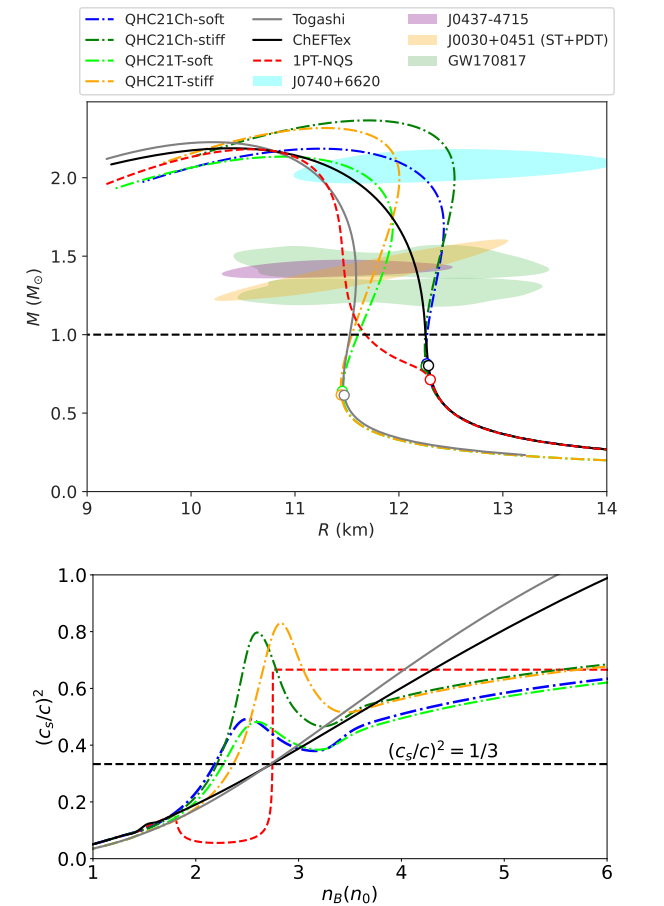 QHC21Ch-soft Togashi J0437-4715
QHC21Ch-stiff ChEFTex J0030+0451 (ST+PDT)
QHC21T-soft 1PT-NQS GW170817
QHC21T-stiff J0740+6620
2.0
1.5
1.0
0.5
0.0
M (M⊙)
9 10 11 12 13 14
R (km)
1.0
0.8
0.6
0.4
0.2
0.0
(cₛ/c)²
(cₛ/c)² = 1/3
1 2 3 4 5 6
n_B(n₀)